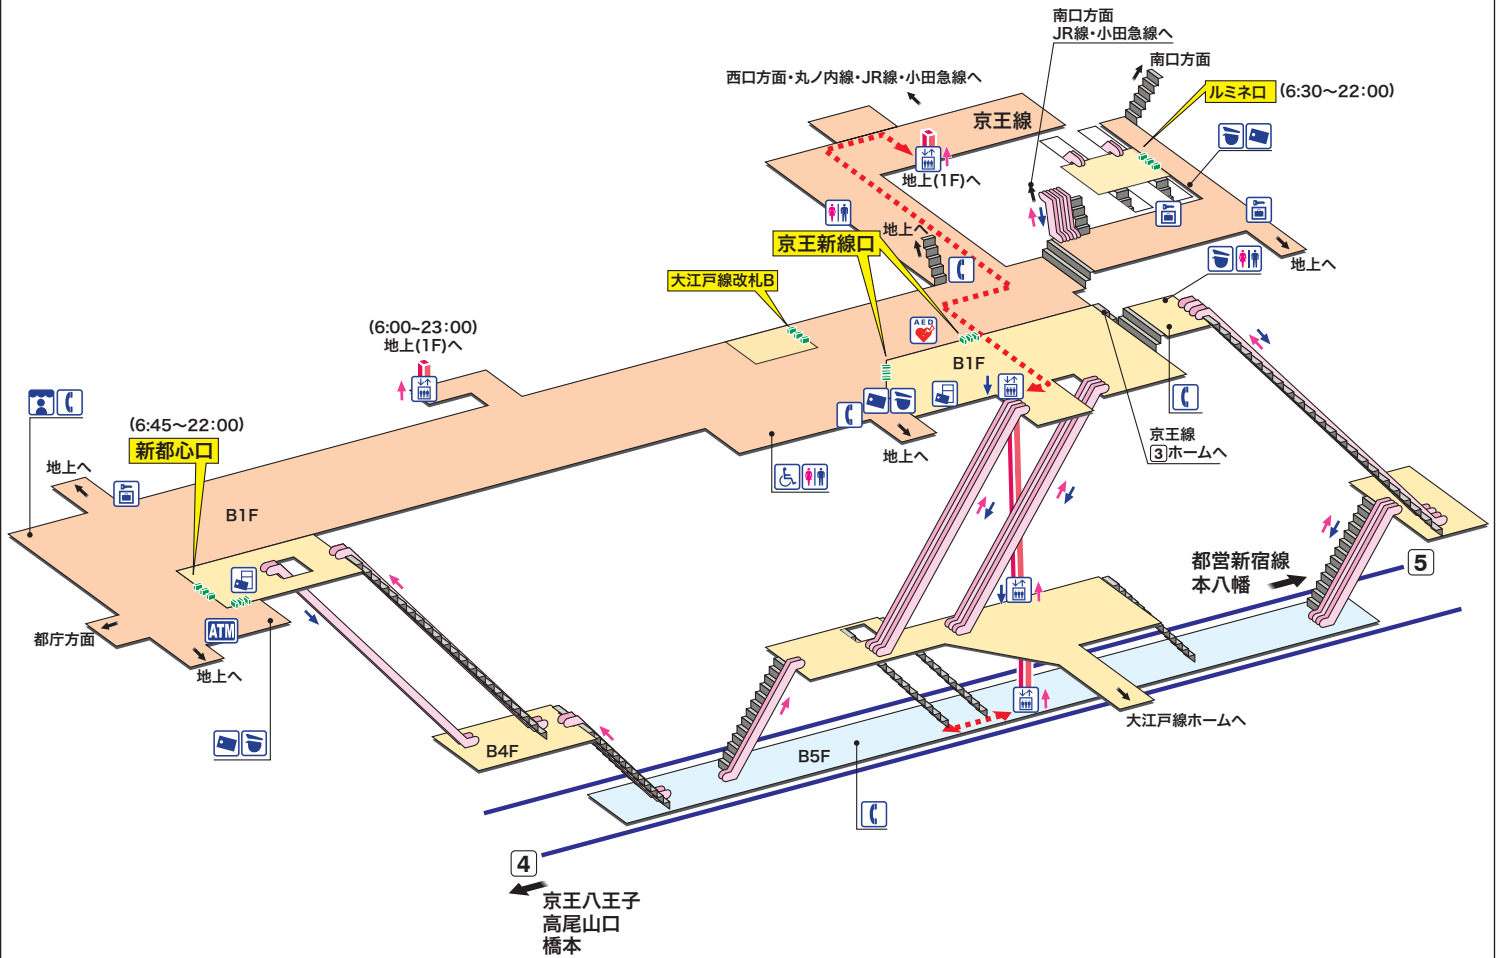 南口方面
JR線・小田急線へ
南口方面
西口方面・丸ノ内線・JR線・小田急線へ
ルミネ口
(6:30〜22:00)
京王線
地上(1F)へ
地上へ
京王新線口
大江戸線改札B
地上へ
(6:00~23:00)
地上(1F)へ
AED
B1F
(6:45〜22:00)
新都心口
地上へ
京王線
3ホームへ
地上へ
B1F
都営新宿線
本八幡
5
都庁方面
ATM
地上へ
大江戸線ホームへ
B4F
B5F
4
京王八王子
高尾山口
橋本